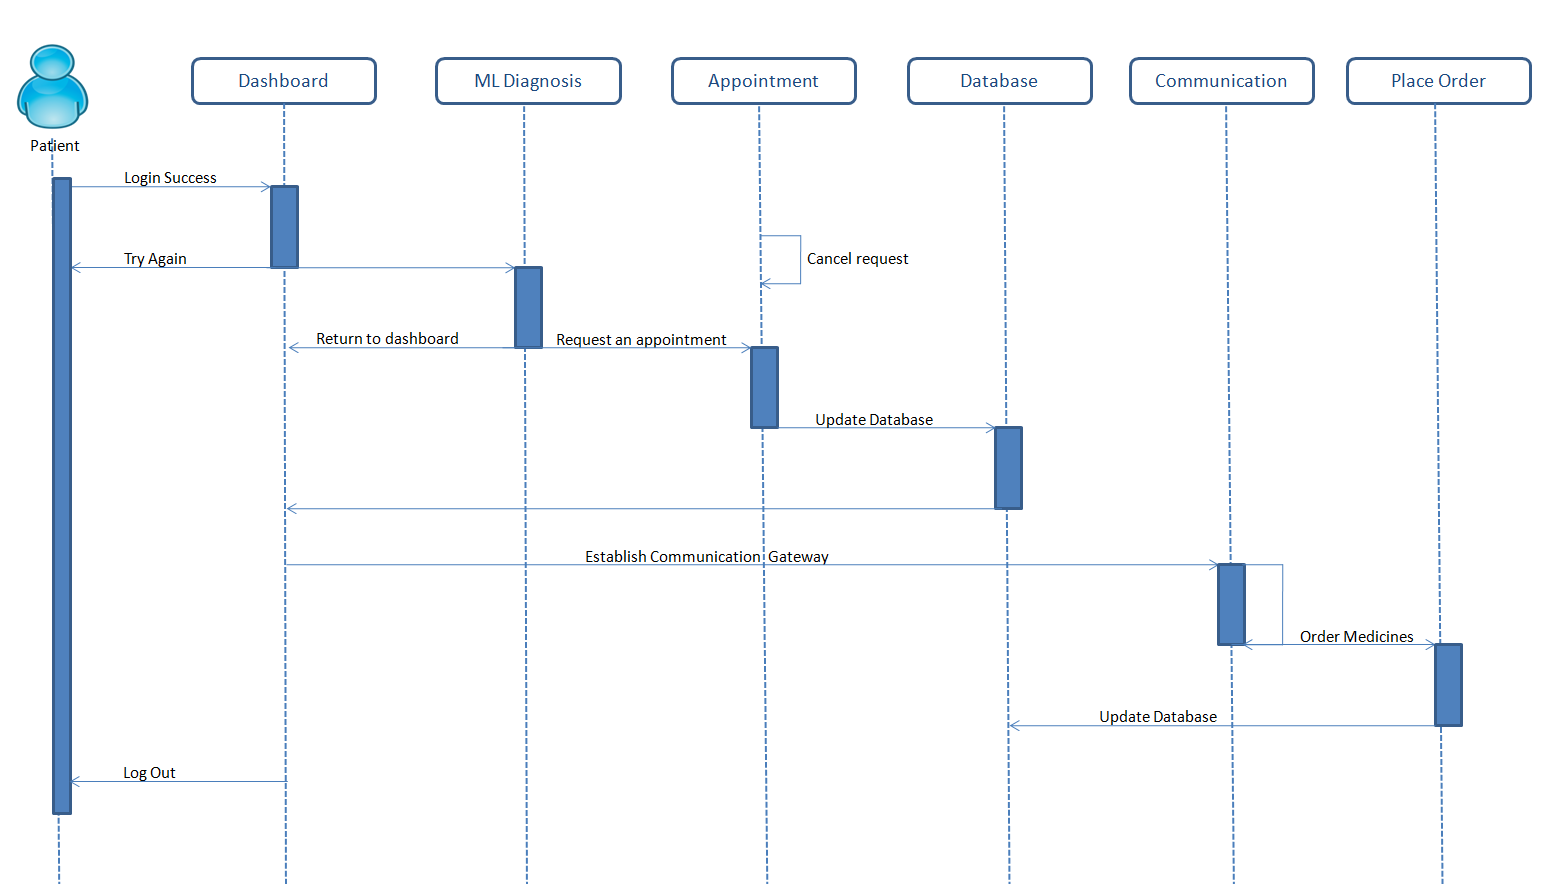 Dashboard
ML Diagnosis
Appointment
Database
Communication
Place Order
Patient
Login Success
Try Again
Cancel request
Return to dashboard
Request an appointment
Update Database
Establish Communication Gateway
Order Medicines
Update Database
Log Out